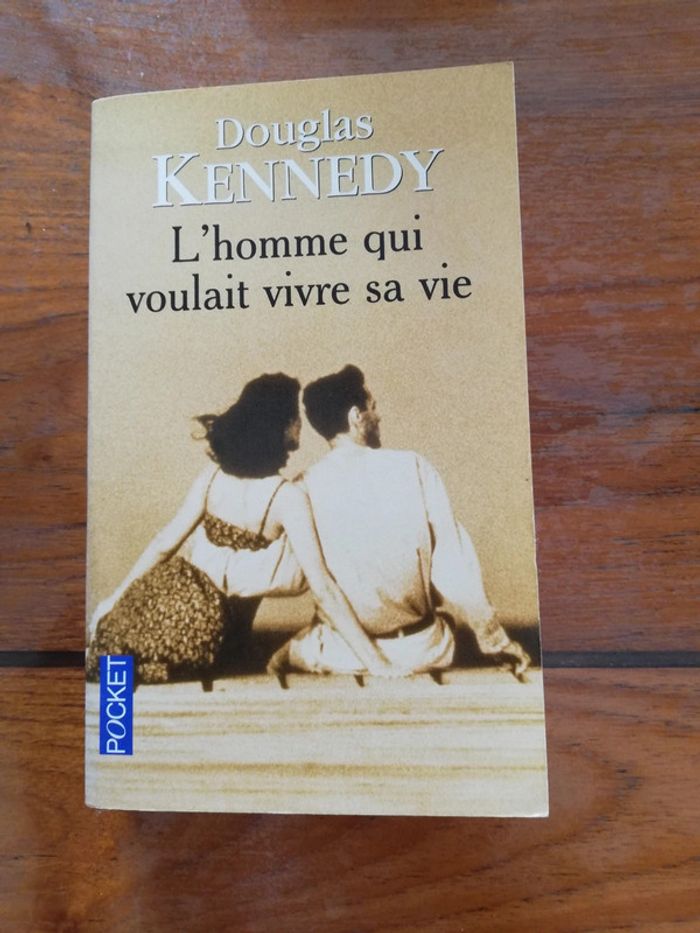 Douglas
KENNEDY
L'homme qui
voulait vivre sa vie
POCKET